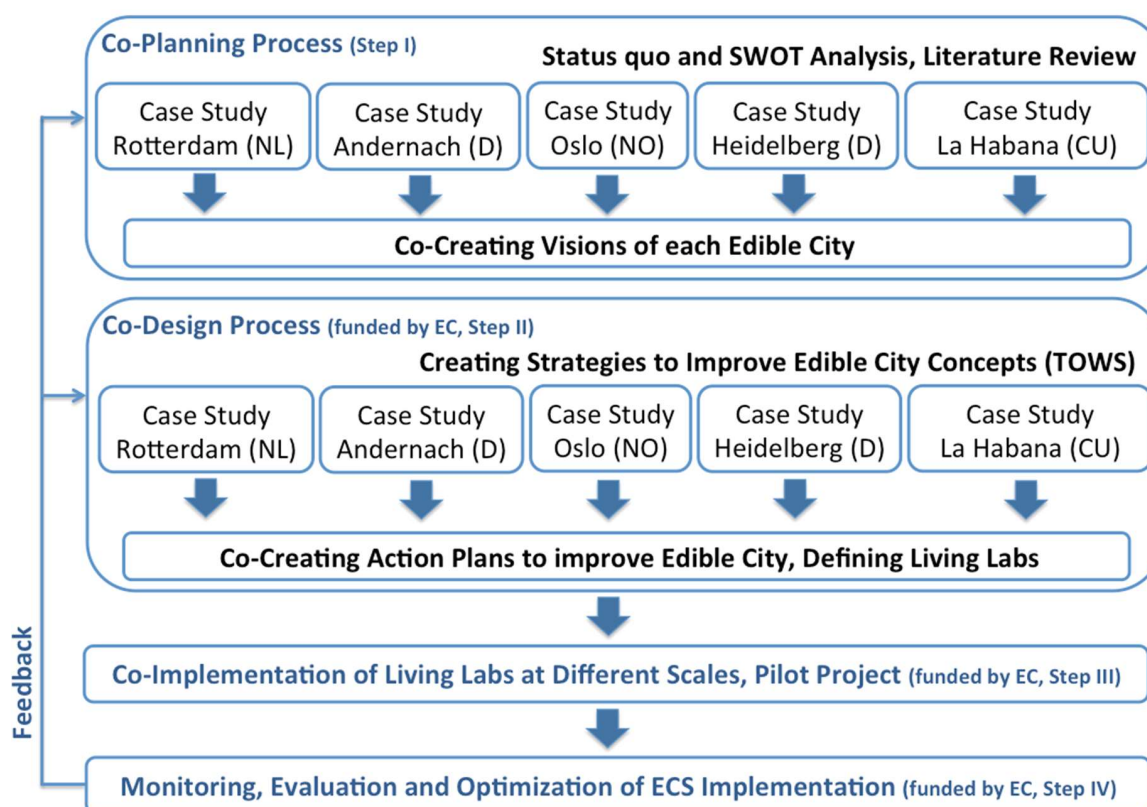 Co-Planning Process (Step I)
Status quo and SWOT Analysis, Literature Review
Case Study
Rotterdam (NL)
Case Study
Andernach (D)
Case Study
Oslo (NO)
Case Study
Heidelberg (D)
Case Study
La Habana (CU)
Co-Creating Visions of each Edible City
Co-Design Process (funded by EC, Step II)
Creating Strategies to Improve Edible City Concepts (TOWS)
Case Study
Rotterdam (NL)
Case Study
Andernach (D)
Case Study
Oslo (NO)
Case Study
Heidelberg (D)
Case Study
La Habana (CU)
Co-Creating Action Plans to improve Edible City, Defining Living Labs
Co-Implementation of Living Labs at Different Scales, Pilot Project (funded by EC, Step III)
Monitoring, Evaluation and Optimization of ECS Implementation (funded by EC, Step IV)
Feedback